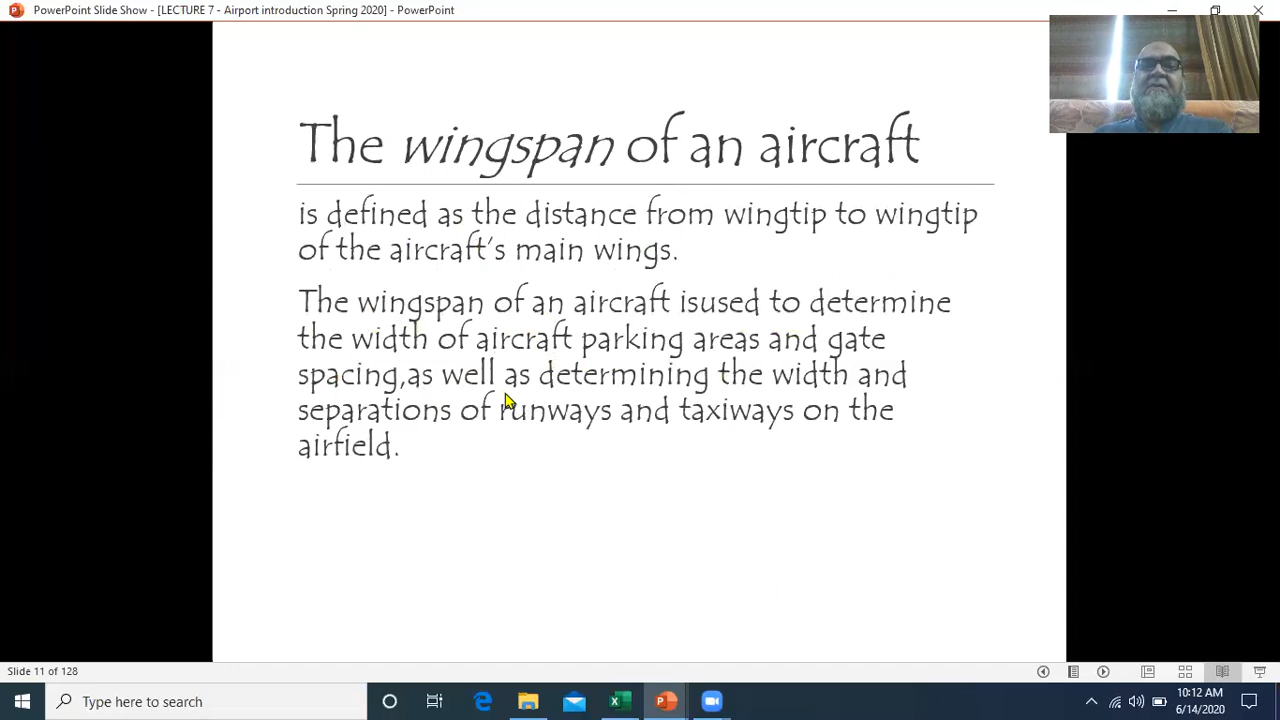 PowerPoint Slide Show - [LECTURE 7 - Airport introduction Spring 2020] - PowerPoint
The wingspan of an aircraft
is defined as the distance from wingtip to wingtip
of the aircraft's main wings.
The wingspan of an aircraft isused to determine
the width of aircraft parking areas and gate
spacing,as well as determining the width and
separations of runways and taxiways on the
airfield.
Slide 11 of 128
Type here to search
10:12 AM
6/14/2020